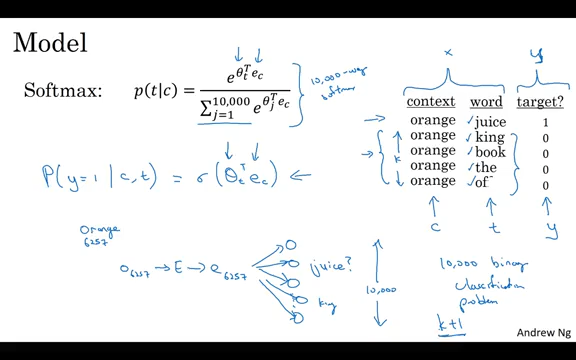 Model
Softmax: p(t|c) = e^{θ_t^T e_c} / ∑_{j=1}^{10,000} e^{θ_j^T e_c}
10,000-way
softmax
x y
context word target?
orange juice 1
orange king 0
orange book 0
orange the 0
orange of 0
k
c t y
P(y=1 | c,t) = σ(θ_t^T e_c) ←
Orange
6257
o_6257 → E → e_6257
juice?
king
10,000
10,000 binary
classification
problem
k+1
Andrew Ng